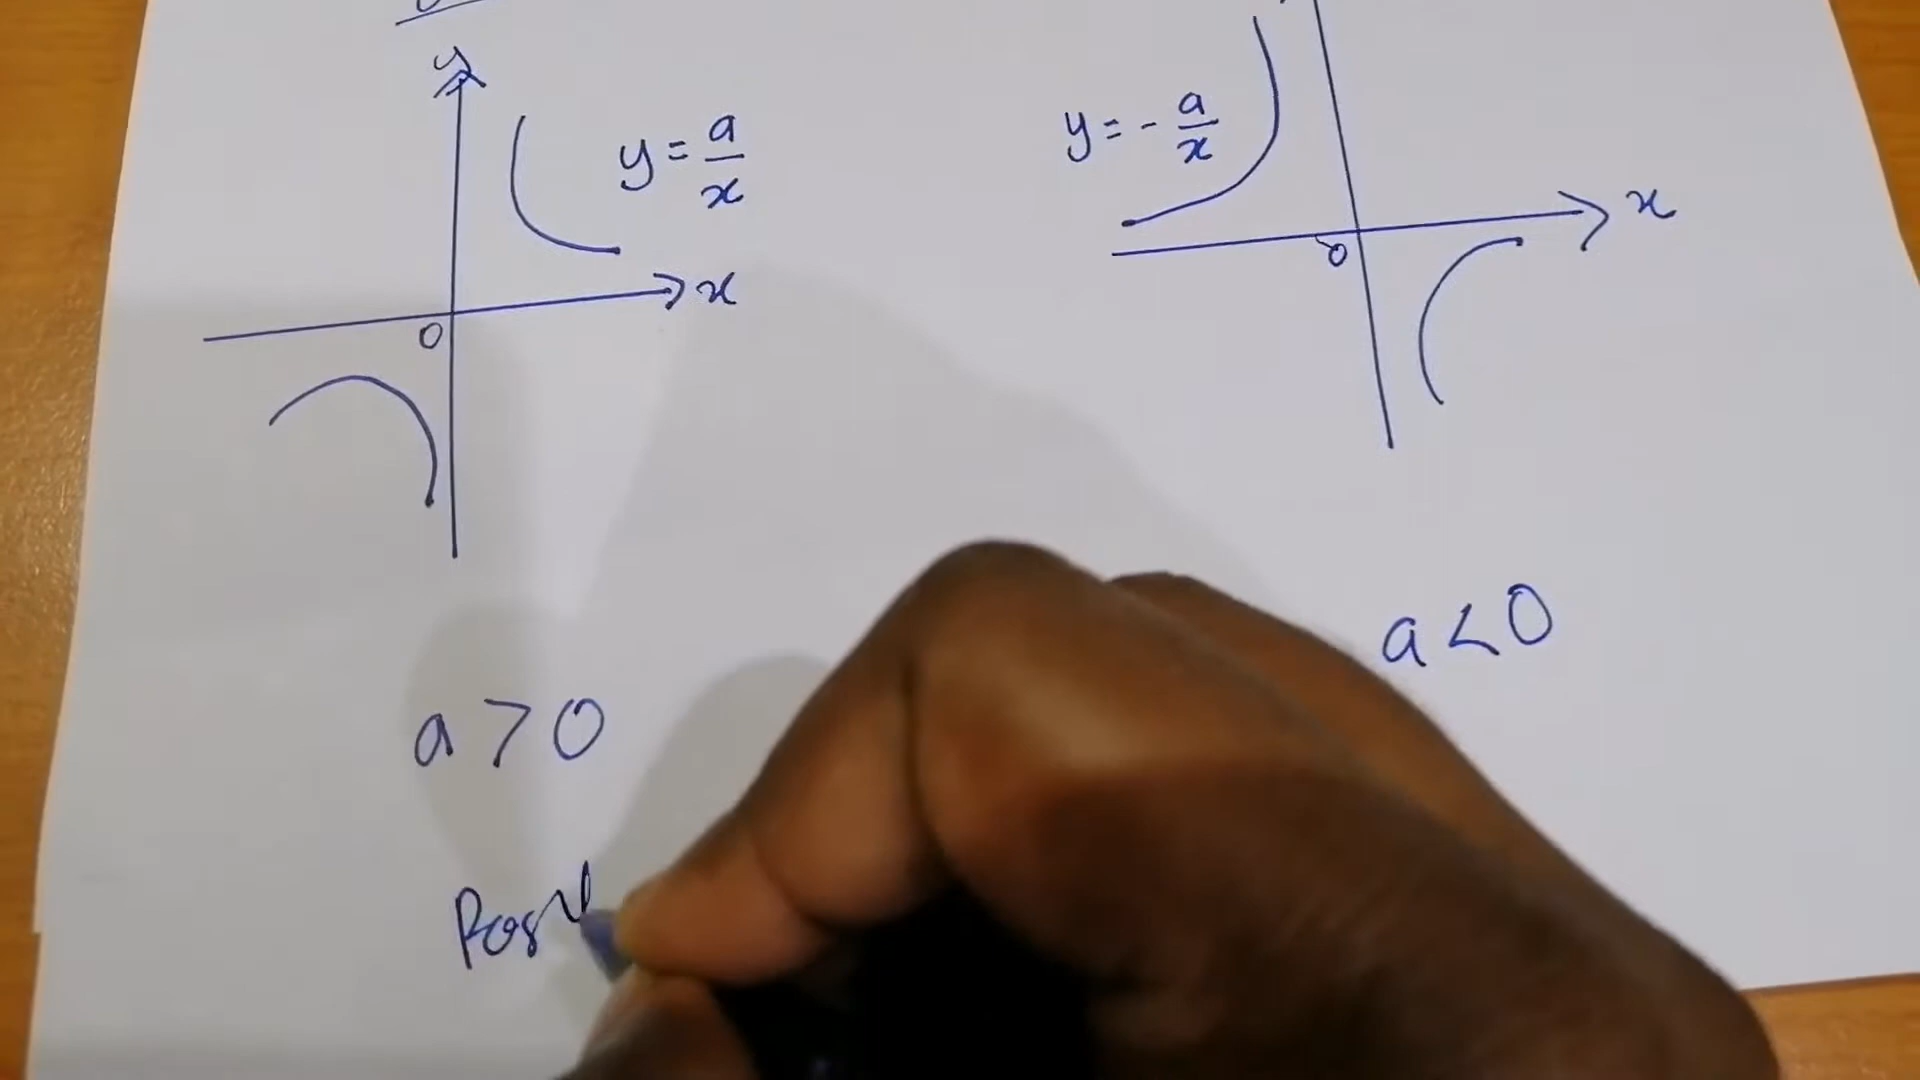 y
y = a/x
x
0
a > 0
y = - a/x
x
0
a < 0